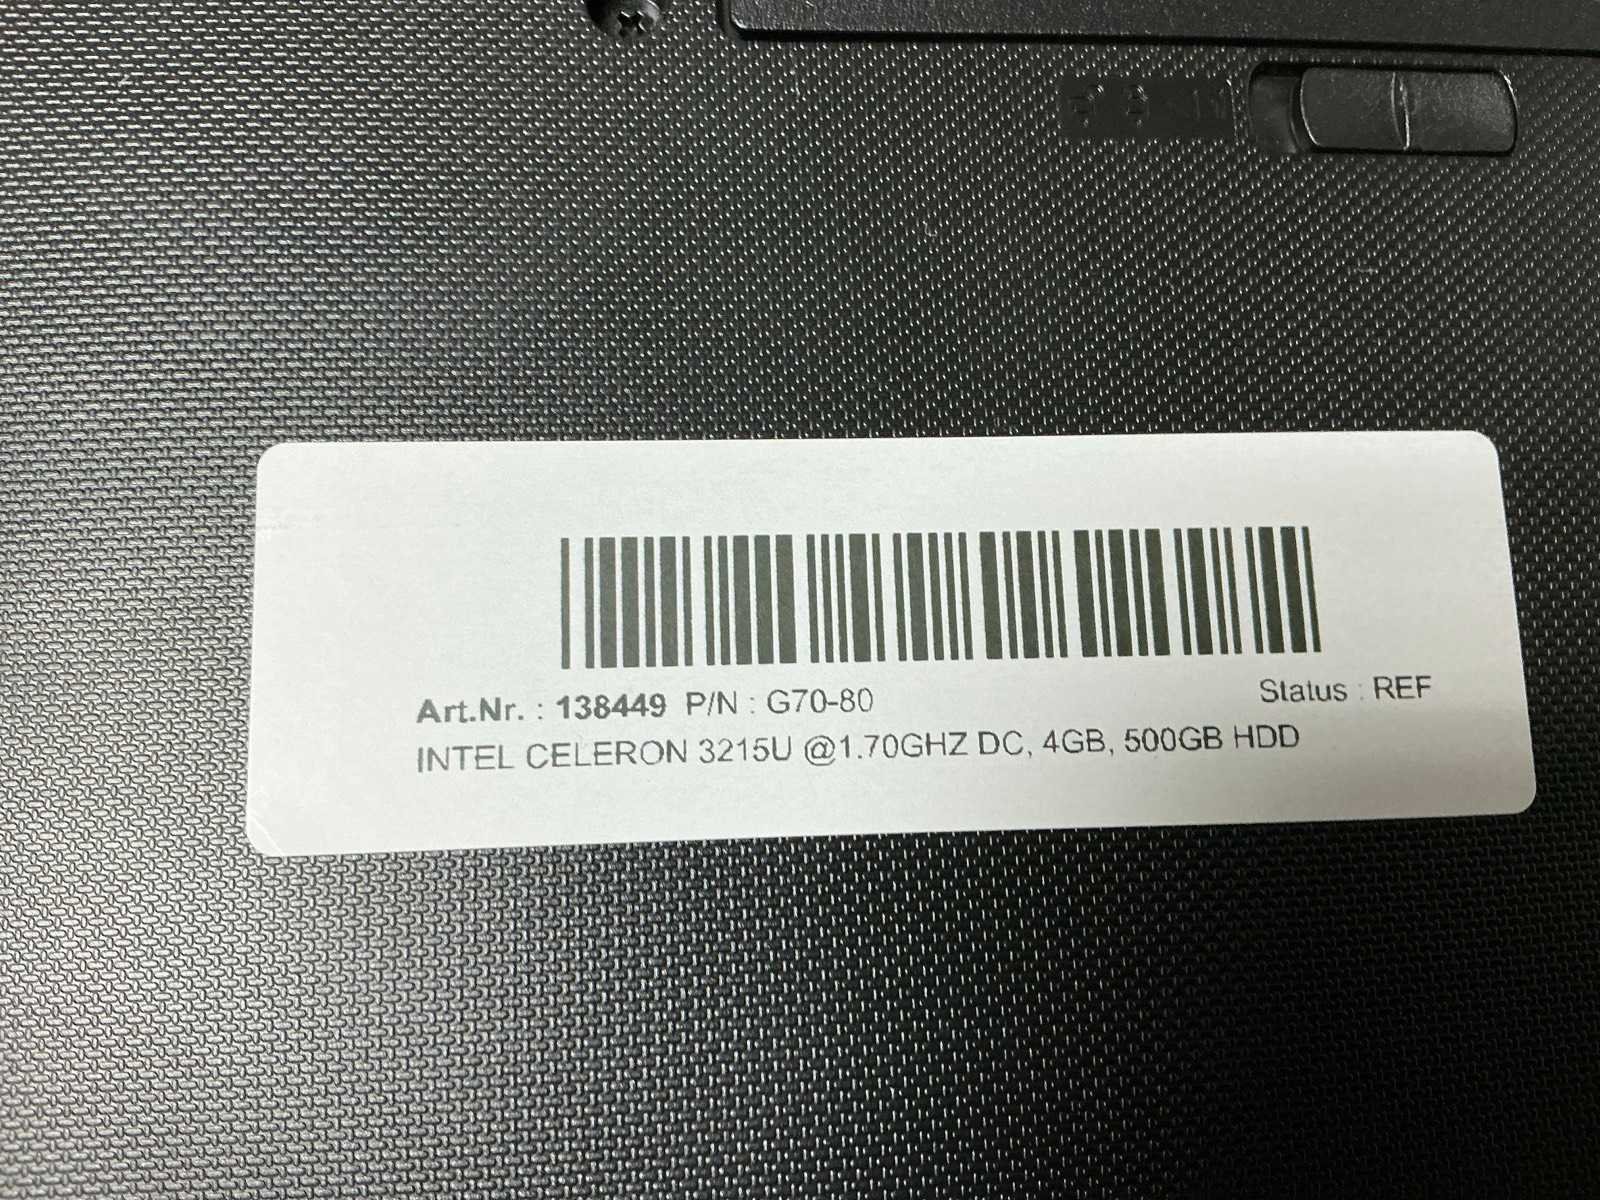 Art.Nr. : 138449 P/N : G70-80 Status : REF
INTEL CELERON 3215U @1.70GHZ DC, 4GB, 500GB HDD